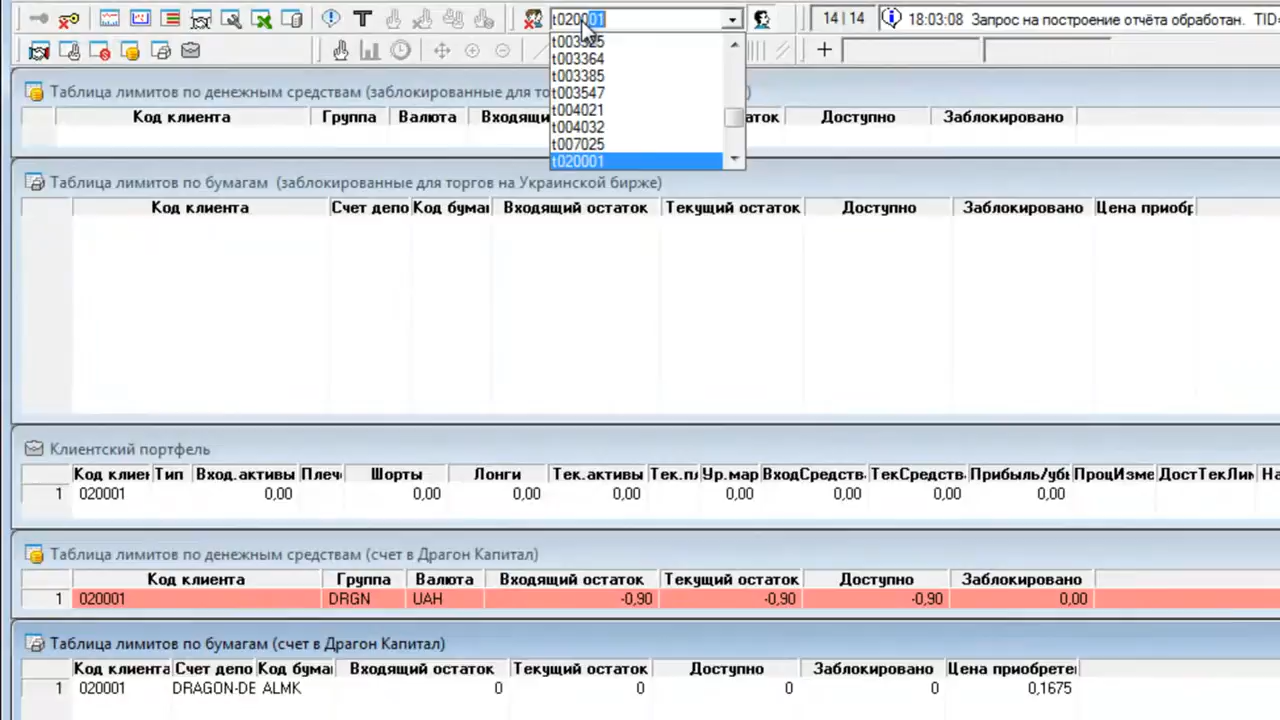 t020001
14|14
18:03:08 Запрос на построение отчёта обработан. TID=
t003525
t003364
t003385
t003547
t004021
t004032
t007025
t020001
Таблица лимитов по денежным средствам (заблокированные для то
Код клиента Группа Валюта Входящи аток Доступно Заблокировано
Таблица лимитов по бумагам (заблокированные для торгов на Украинской бирже)
Код клиента Счет депо Код бумаг Входящий остаток Текущий остаток Доступно Заблокировано Цена приобр
Клиентский портфель
Код клиен Тип Вход.активы Плеч Шорты Лонги Тек.активы Тек.пл Ур.мар ВходСредств. ТекСредств. Прибыль/уб ПроцИзме ДостТекЛи На
1 020001 0,00 0,00 0,00 0,00 0,00 0,00 0,00 0,00
Таблица лимитов по денежным средствам (счет в Драгон Капитал)
Код клиента Группа Валюта Входящий остаток Текущий остаток Доступно Заблокировано
1 020001 DRGN UAH -0,90 -0,90 -0,90 0,00
Таблица лимитов по бумагам (счет в Драгон Капитал)
Код клиента Счет депо Код бума Входящий остаток Текущий остаток Доступно Заблокировано Цена приобрете
1 020001 DRAGON-DE ALMK 0 0 0 0 0,1675